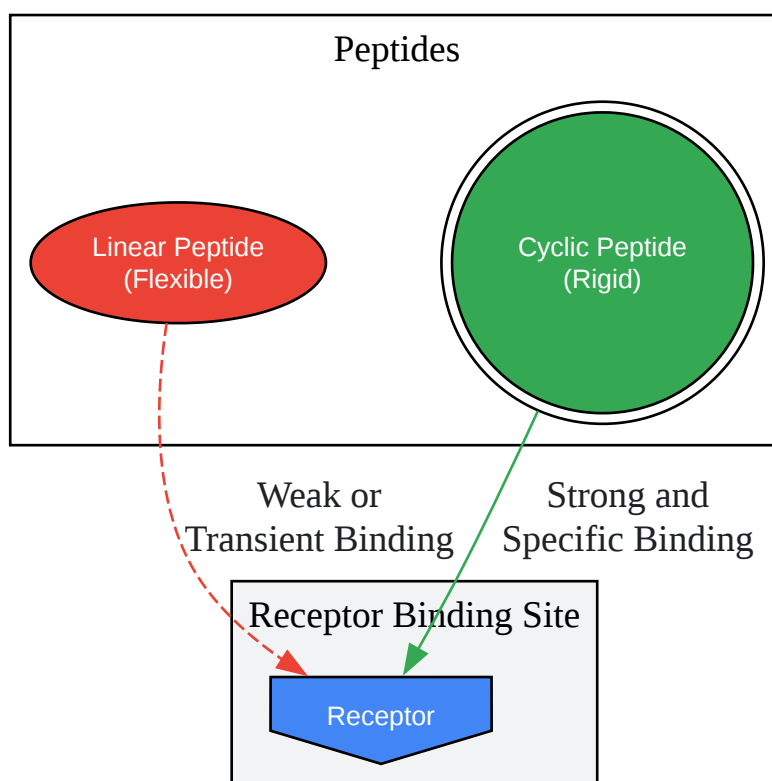 Peptides
Linear Peptide
(Flexible)
Cyclic Peptide
(Rigid)
Weak or
Transient Binding
Strong and
Specific Binding
Receptor Binding Site
Receptor